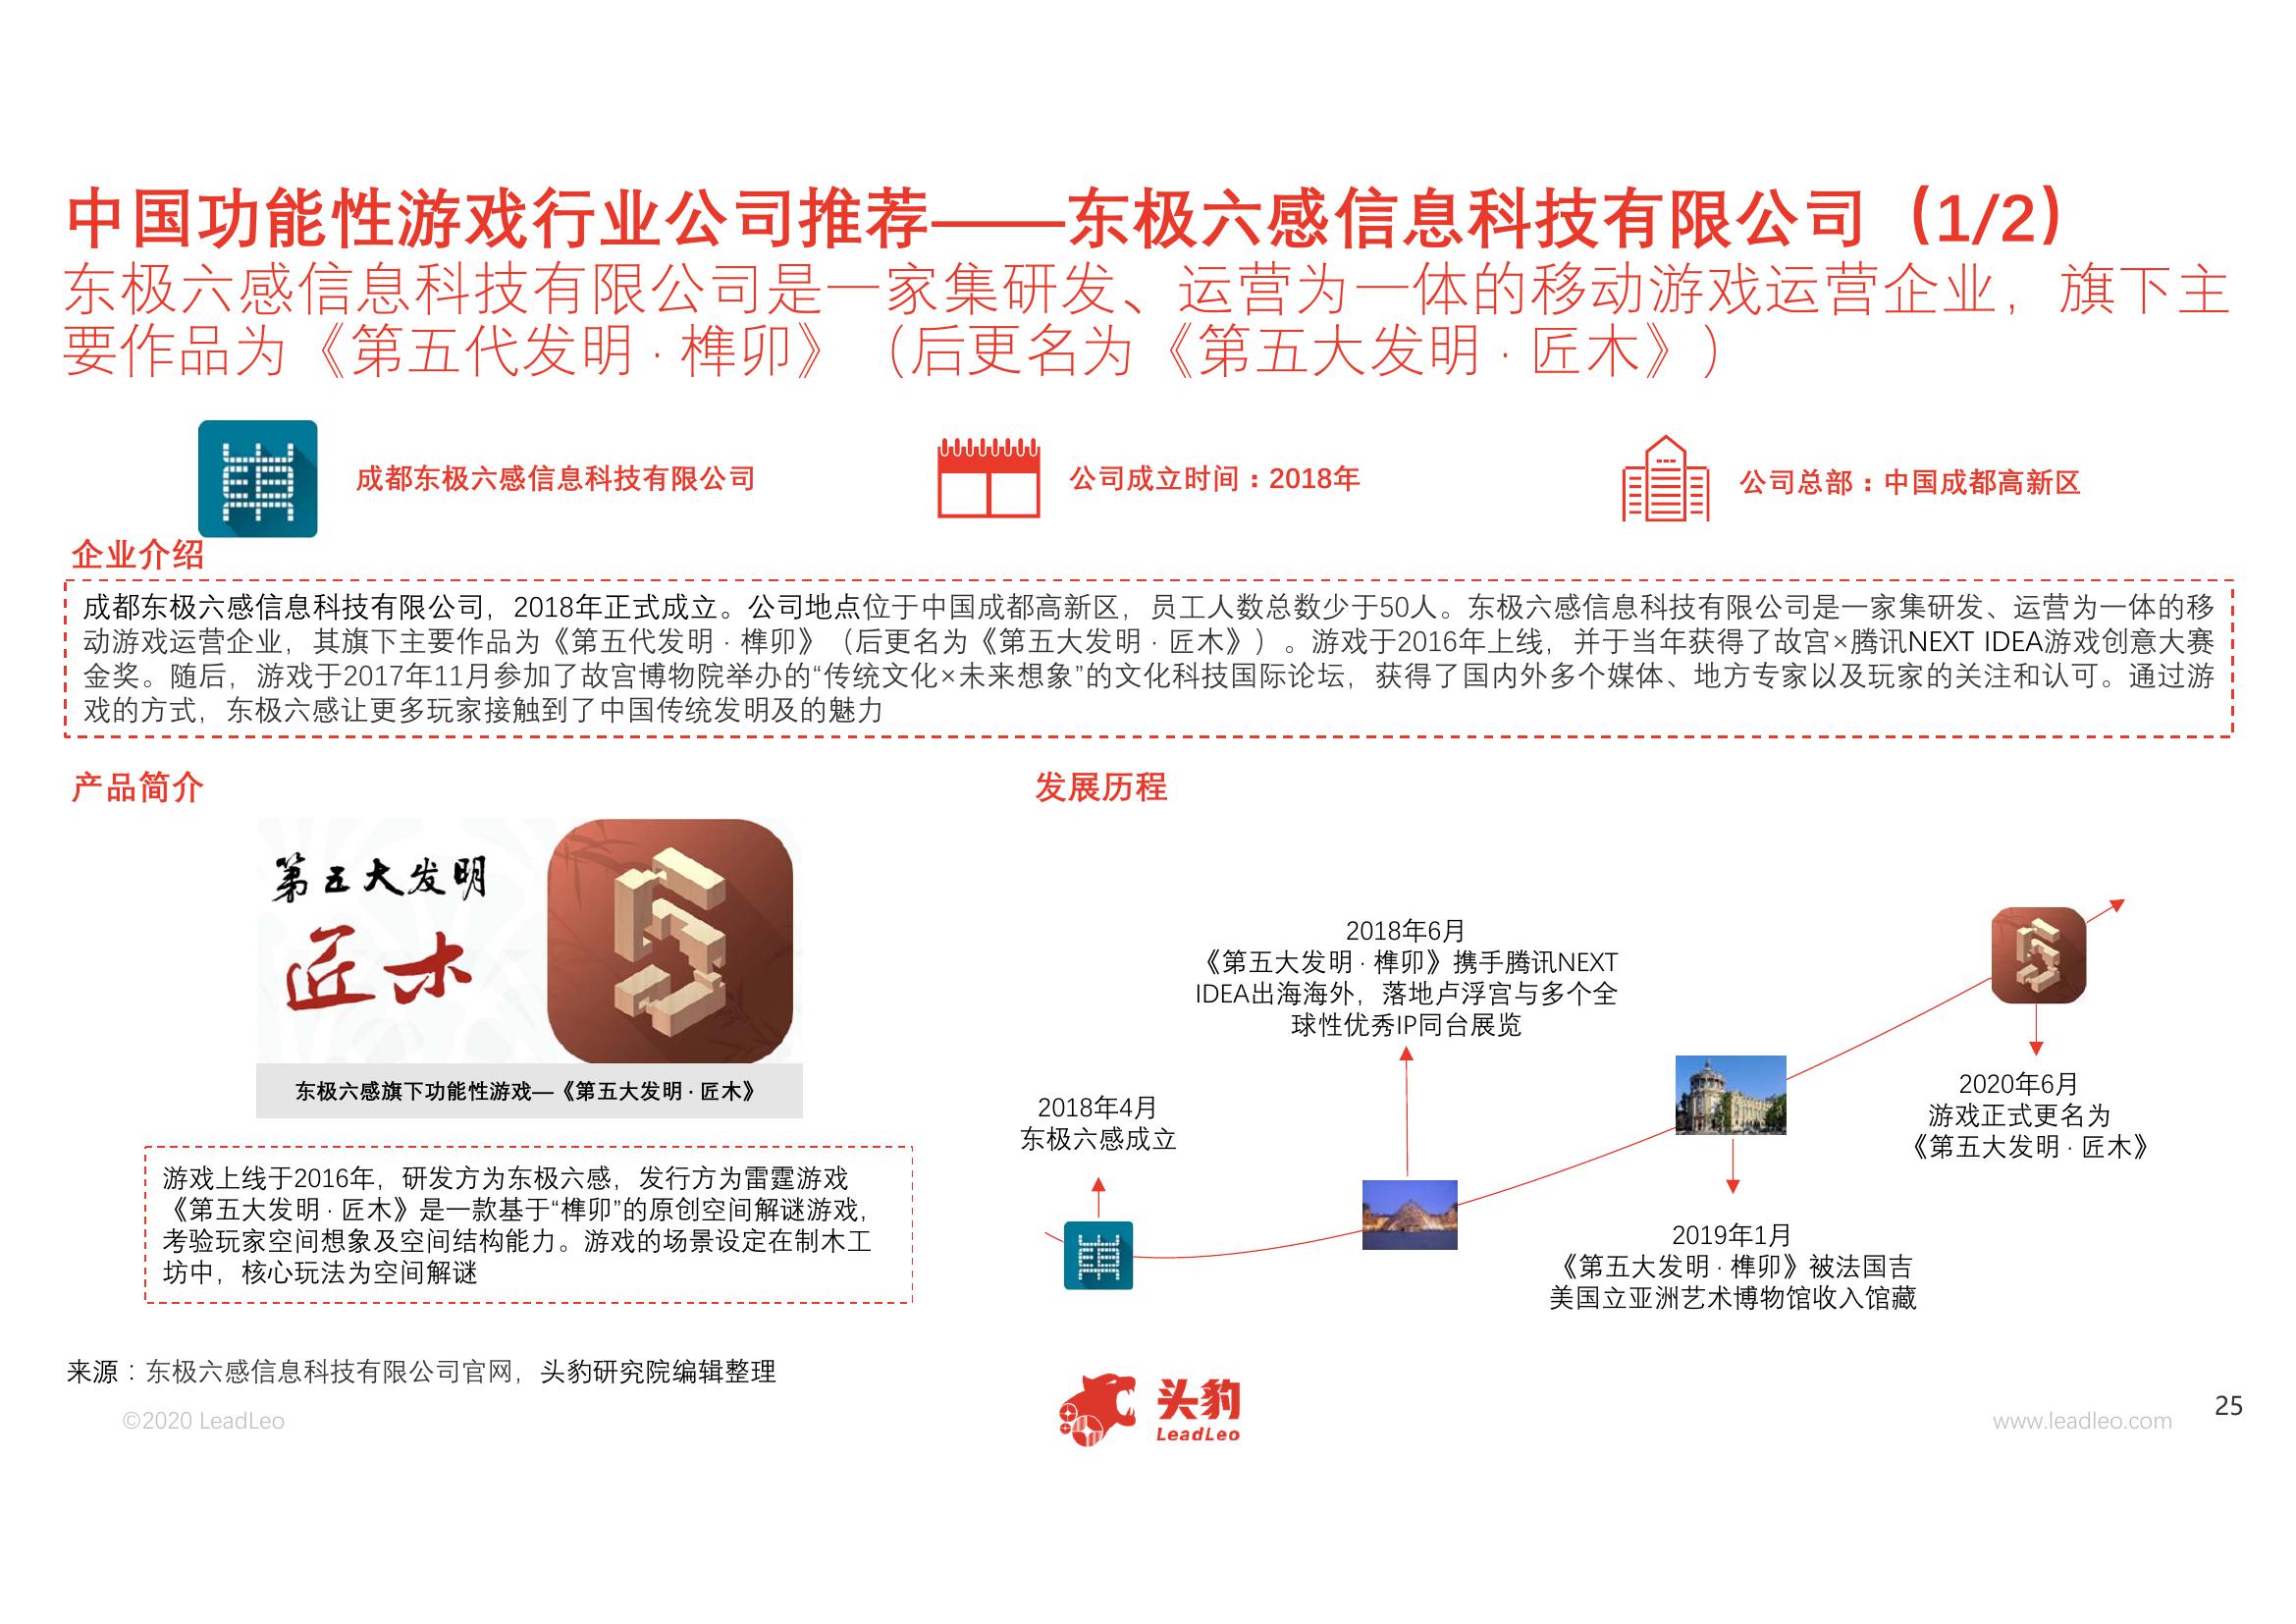 中国功能性游戏行业公司推荐——东极六感信息科技有限公司（1/2）
东极六感信息科技有限公司是一家集研发、运营为一体的移动游戏运营企业，旗下主
要作品为《第五代发明 · 榫卯》（后更名为《第五大发明 · 匠木》）
成都东极六感信息科技有限公司
公司成立时间：2018年
公司总部：中国成都高新区
企业介绍
成都东极六感信息科技有限公司，2018年正式成立。公司地点位于中国成都高新区，员工人数总数少于50人。东极六感信息科技有限公司是一家集研发、运营为一体的移
动游戏运营企业，其旗下主要作品为《第五代发明 · 榫卯》（后更名为《第五大发明 · 匠木》）。游戏于2016年上线，并于当年获得了故宫×腾讯NEXT IDEA游戏创意大赛
金奖。随后，游戏于2017年11月参加了故宫博物院举办的“传统文化×未来想象”的文化科技国际论坛，获得了国内外多个媒体、地方专家以及玩家的关注和认可。通过游
戏的方式，东极六感让更多玩家接触到了中国传统发明及的魅力
产品简介
第五大发明
匠木
东极六感旗下功能性游戏—《第五大发明 · 匠木》
游戏上线于2016年，研发方为东极六感，发行方为雷霆游戏
《第五大发明 · 匠木》是一款基于“榫卯”的原创空间解谜游戏，
考验玩家空间想象及空间结构能力。游戏的场景设定在制木工
坊中，核心玩法为空间解谜
发展历程
2018年4月
东极六感成立
2018年6月
《第五大发明 · 榫卯》携手腾讯NEXT
IDEA出海海外，落地卢浮宫与多个全
球性优秀IP同台展览
2019年1月
《第五大发明 · 榫卯》被法国吉
美国立亚洲艺术博物馆收入馆藏
2020年6月
游戏正式更名为
《第五大发明 · 匠木》
来源：东极六感信息科技有限公司官网，头豹研究院编辑整理
©2020 LeadLeo
头豹
LeadLeo
www.leadleo.com
25